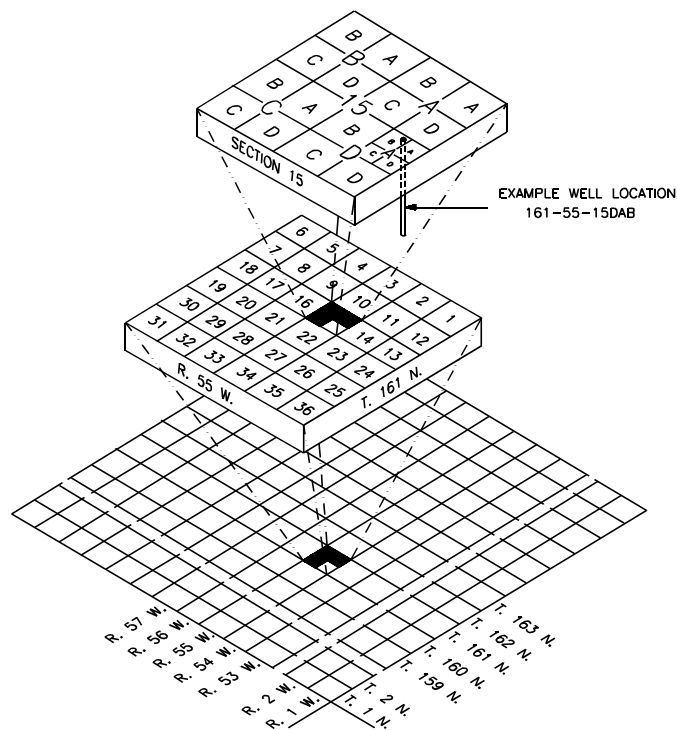 B
C B A
B D B
C C A 15 C A A
D B D
B
C A A
C D D
D
SECTION 15
EXAMPLE WELL LOCATION
161-55-15DAB
6
7 5
18 8 4
19 17 9 3
30 20 16 10 2
31 29 21 11 1
32 28 22 14 12
33 27 23 13
34 26 24
35 25
36
R. 55 W.
T. 161 N.
R. 57 W.
R. 56 W.
R. 55 W.
R. 54 W.
R. 53 W.
R. 2 W.
R. 1 W.
T. 163 N.
T. 162 N.
T. 161 N.
T. 160 N.
T. 159 N.
T. 2 N.
T. 1 N.